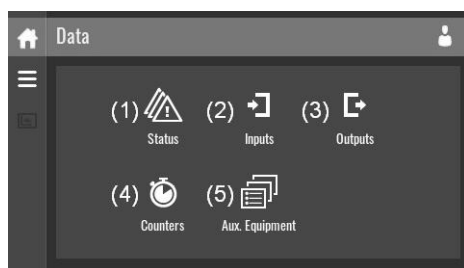 Data
(1) (2) (3)
Status Inputs Outputs
(4) (5)
Counters Aux. Equipment